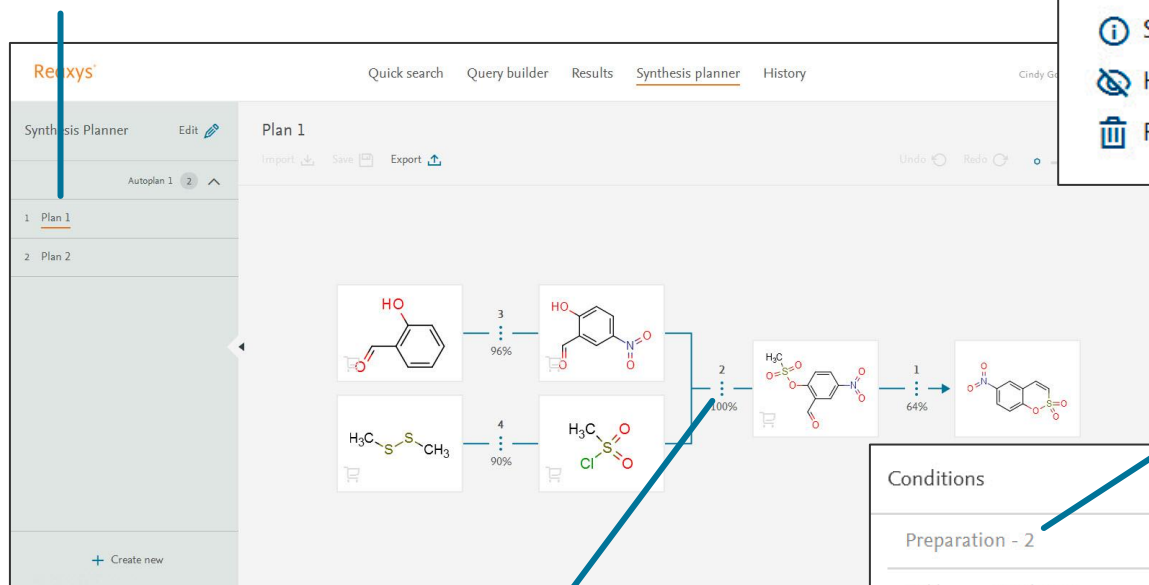 Reaxys
Quick search Query builder Results Synthesis planner History
Synthesis Planner Edit
Plan 1
Import Save Export Undo Redo
Autoplan 1 2
1 Plan 1
2 Plan 2
HO
O
3
96%
HO
O
N
O
O
H₃C
S
S
CH₃
4
90%
H₃C
S
O
O
Cl
2
100%
H₃C
O
S
O
O
N
O
O
O
1
64%
O
N
O
O
S
O
O
Conditions
Preparation - 2
+ Create new